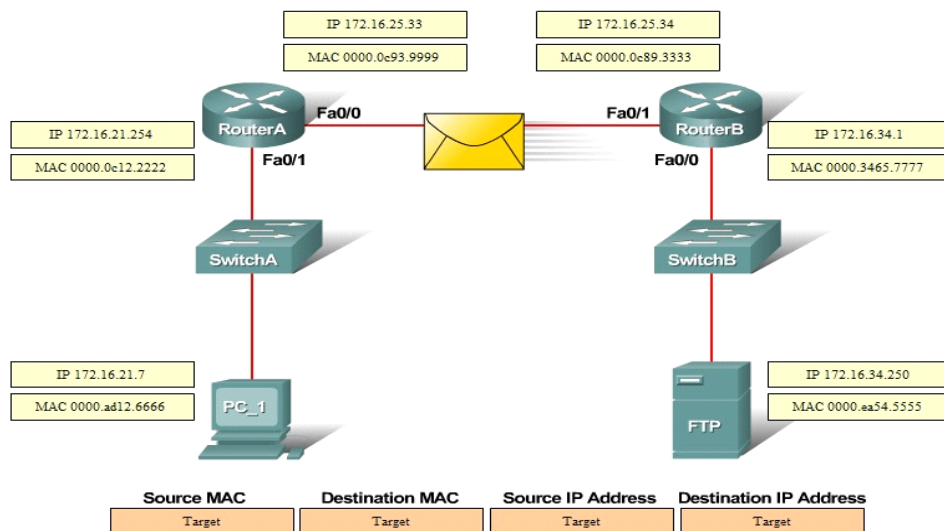 IP 172.16.25.33
MAC 0000.0c93.9999
IP 172.16.25.34
MAC 0000.0c89.3333
Fa0/0
Fa0/1
RouterA
RouterB
IP 172.16.21.254
MAC 0000.0c12.2222
Fa0/1
Fa0/0
IP 172.16.34.1
MAC 0000.3465.7777
SwitchA
SwitchB
IP 172.16.21.7
MAC 0000.ad12.6666
PC_1
IP 172.16.34.250
MAC 0000.ea54.5555
FTP
Source MAC
Destination MAC
Source IP Address
Destination IP Address
Target
Target
Target
Target